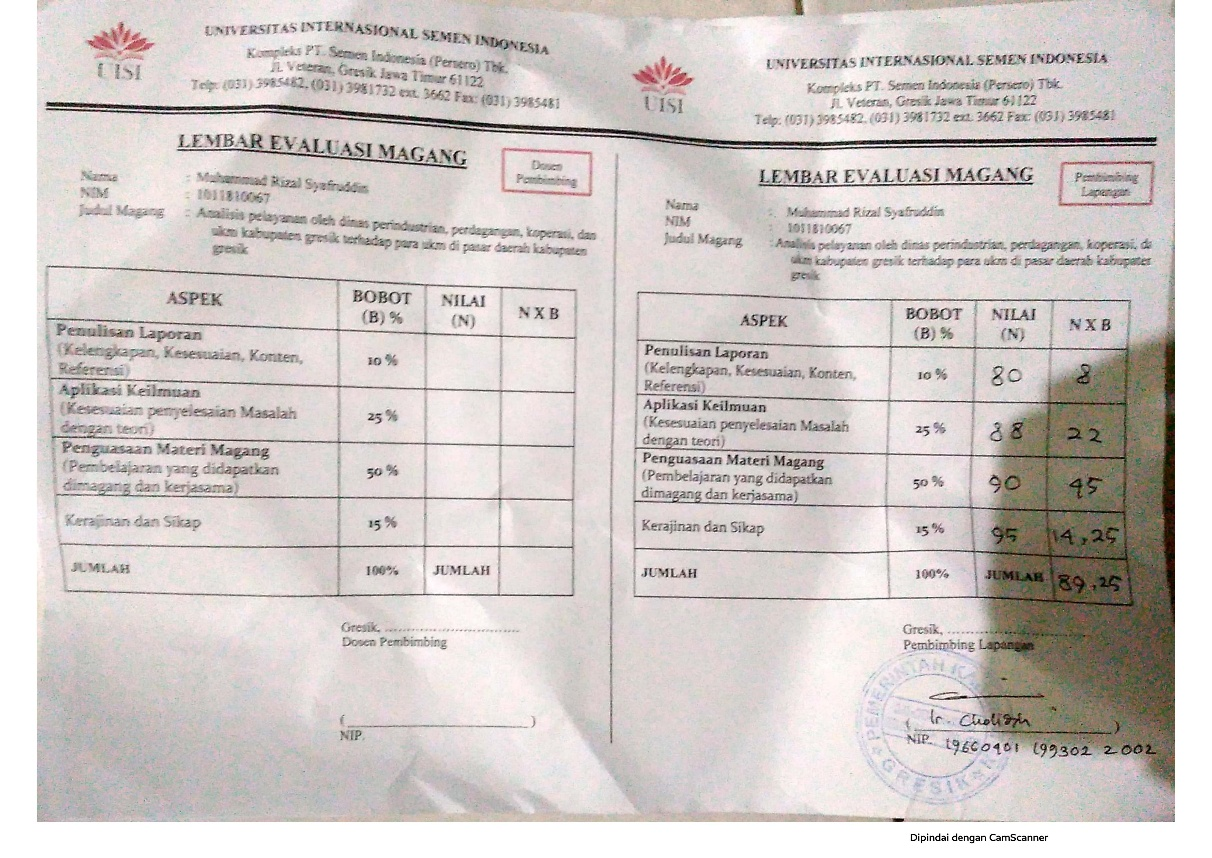 UISI
UNIVERSITAS INTERNASIONAL SEMEN INDONESIA
Kompleks PT. Semen Indonesia (Persero) Tbk.
Jl. Veteran, Gresik Jawa Timur 61122
Telp: (031) 3985482, (031) 3981732 ext. 3662 Fax: (031) 3985481
LEMBAR EVALUASI MAGANG
Dosen
Pembimbing
Nama : Muhammad Rizal Syafruddin
NIM : 1011810067
Judul Magang : Analisis pelayanan oleh dinas perindustrian, perdagangan, koperasi, dan
ukm kabupaten gresik terhadap para ukm di pasar daerah kabupaten
gresik
ASPEK BOBOT (B) % NILAI (N) N X B
Penulisan Laporan
(Kelengkapan, Kesesuaian, Konten,
Referensi)
10 %
Aplikasi Keilmuan
(Kesesuaian penyelesaian Masalah
dengan teori)
25 %
Penguasaan Materi Magang
(Pembelajaran yang didapatkan
dimagang dan kerjasama)
50 %
Kerajinan dan Sikap 15 %
JUMLAH 100% JUMLAH
Gresik, ................................
Dosen Pembimbing
(______________________________)
NIP.
UISI
UNIVERSITAS INTERNASIONAL SEMEN INDONESIA
Kompleks PT. Semen Indonesia (Persero) Tbk.
Jl. Veteran, Gresik Jawa Timur 61122
Telp: (031) 3985482, (031) 3981732 ext. 3662 Fax: (031) 3985481
LEMBAR EVALUASI MAGANG
Pembimbing
Lapangan
Nama : Muhammad Rizal Syafruddin
NIM : 1011810067
Judul Magang : Analisis pelayanan oleh dinas perindustrian, perdagangan, koperasi, da
ukm kabupaten gresik terhadap para ukm di pasar daerah kabupate
gresik
ASPEK BOBOT (B) % NILAI (N) N X B
Penulisan Laporan
(Kelengkapan, Kesesuaian, Konten,
Referensi)
10 % 80 8
Aplikasi Keilmuan
(Kesesuaian penyelesaian Masalah
dengan teori)
25 % 88 22
Penguasaan Materi Magang
(Pembelajaran yang didapatkan
dimagang dan kerjasama)
50 % 90 45
Kerajinan dan Sikap 15 % 95 14,25
JUMLAH 100% JUMLAH 89,25
Gresik, ................................
Pembimbing Lapangan
PEMERINTAH KA
(Ir. )
NIP. 19660401 199302 2 002
GRESIK
Dipindai dengan CamScanner